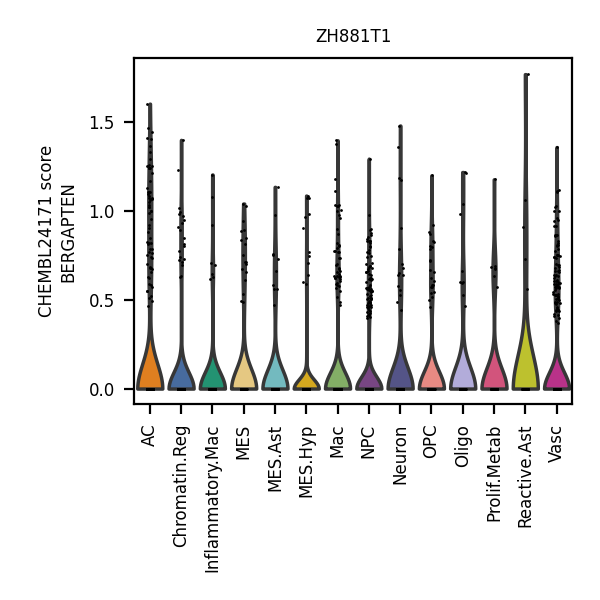 ZH881T1
CHEMBL24171 score
BERGAPTEN
1.5
1.0
0.5
0.0
AC
Chromatin.Reg
Inflammatory.Mac
MES
MES.Ast
MES.Hyp
Mac
NPC
Neuron
OPC
Oligo
Prolif.Metab
Reactive.Ast
Vasc